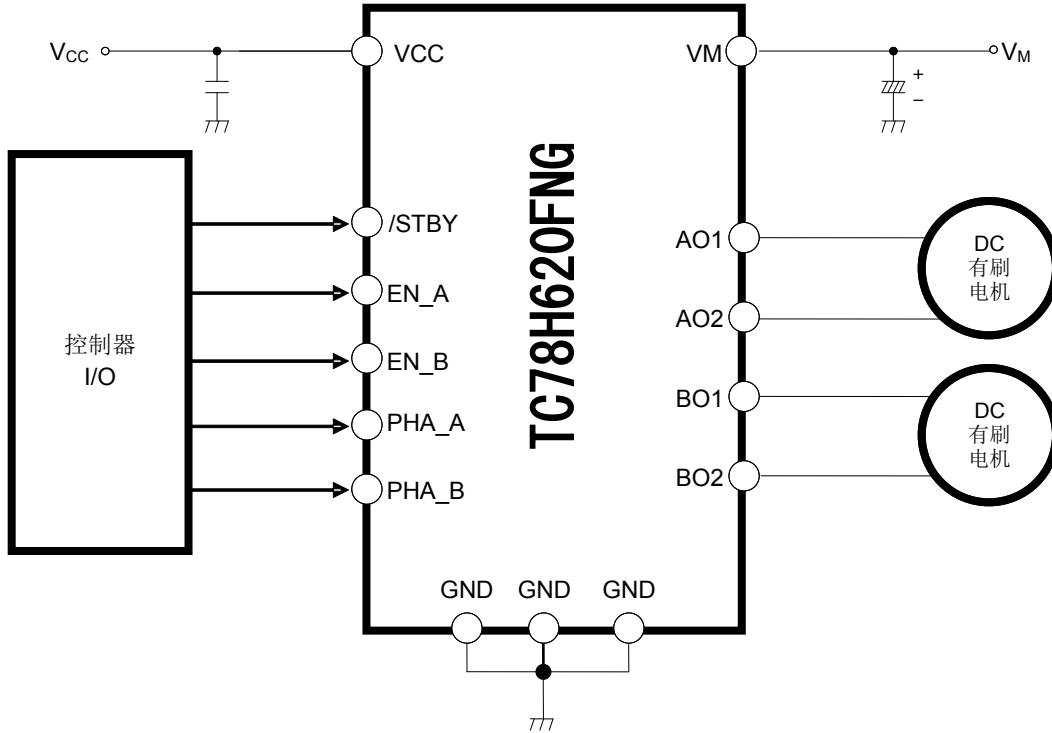 VCC
VCC
VM
VM
+
−
TC78H620FNG
/STBY
EN_A
EN_B
PHA_A
PHA_B
控制器
I/O
AO1
AO2
BO1
BO2
DC
有刷
电机
DC
有刷
电机
GND GND GND